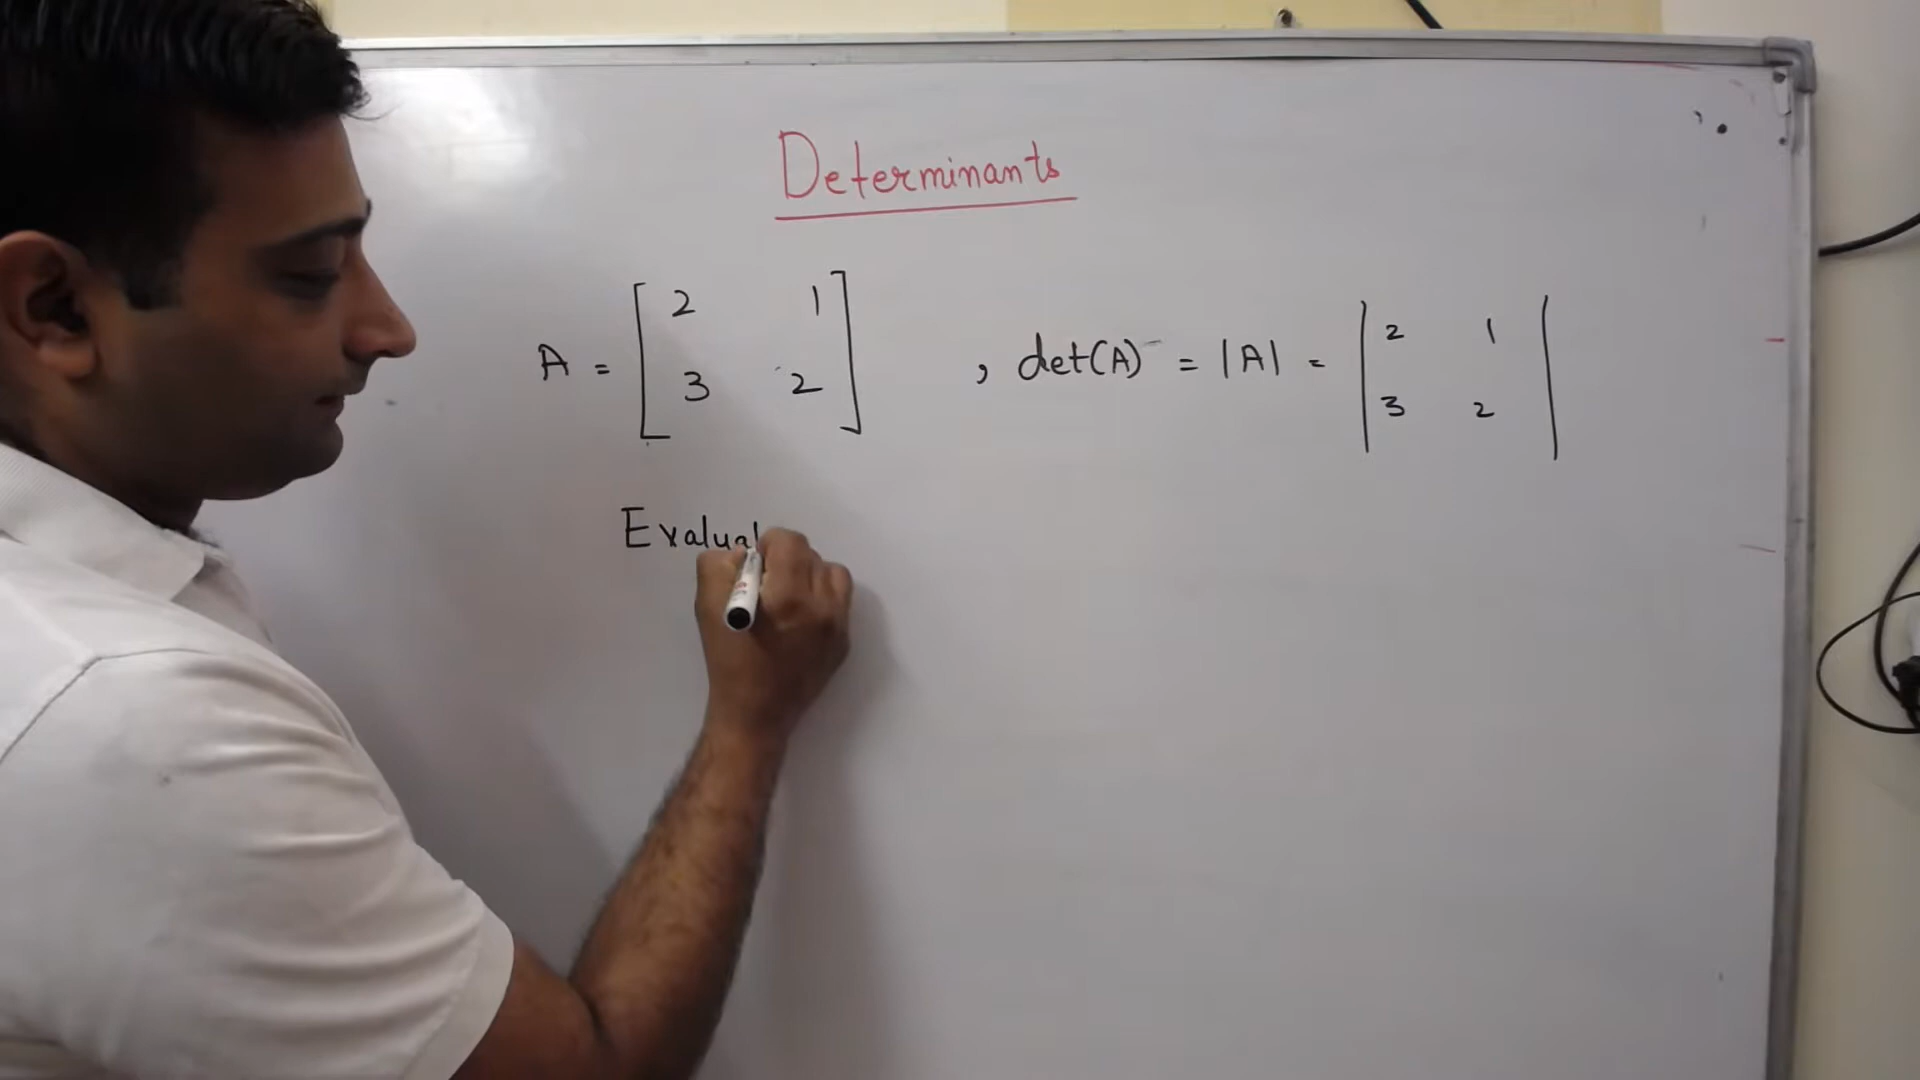 Determinants
A = [ 2 1
3 2 ] , det(A) = |A| = | 2 1
3 2 |
Evalua